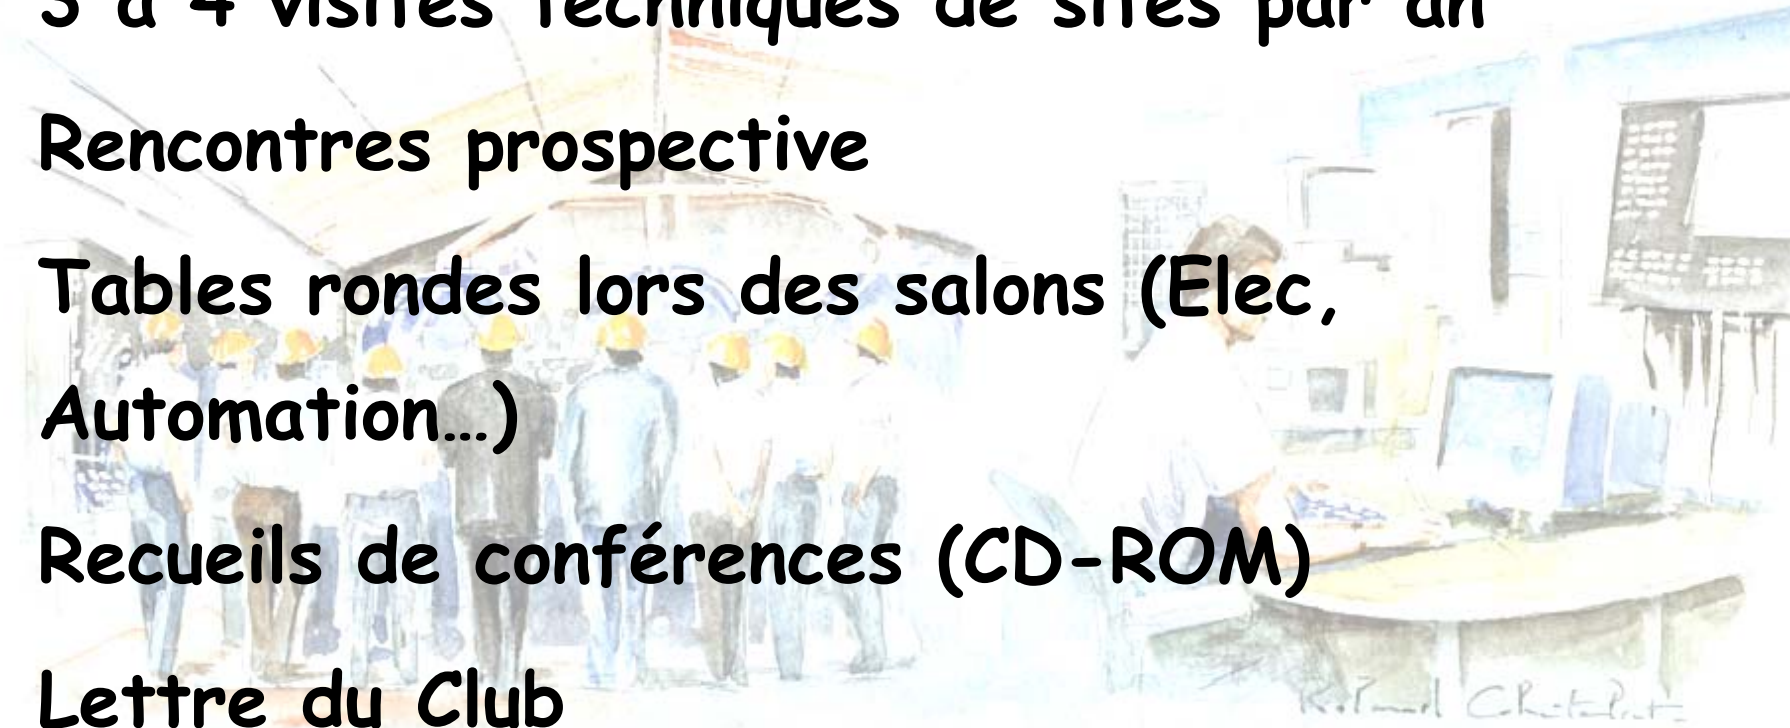 3 à 4 visites techniques de sites par an
Rencontres prospective
Tables rondes lors des salons (Elec,
Automation…)
Recueils de conférences (CD-ROM)
Lettre du Club